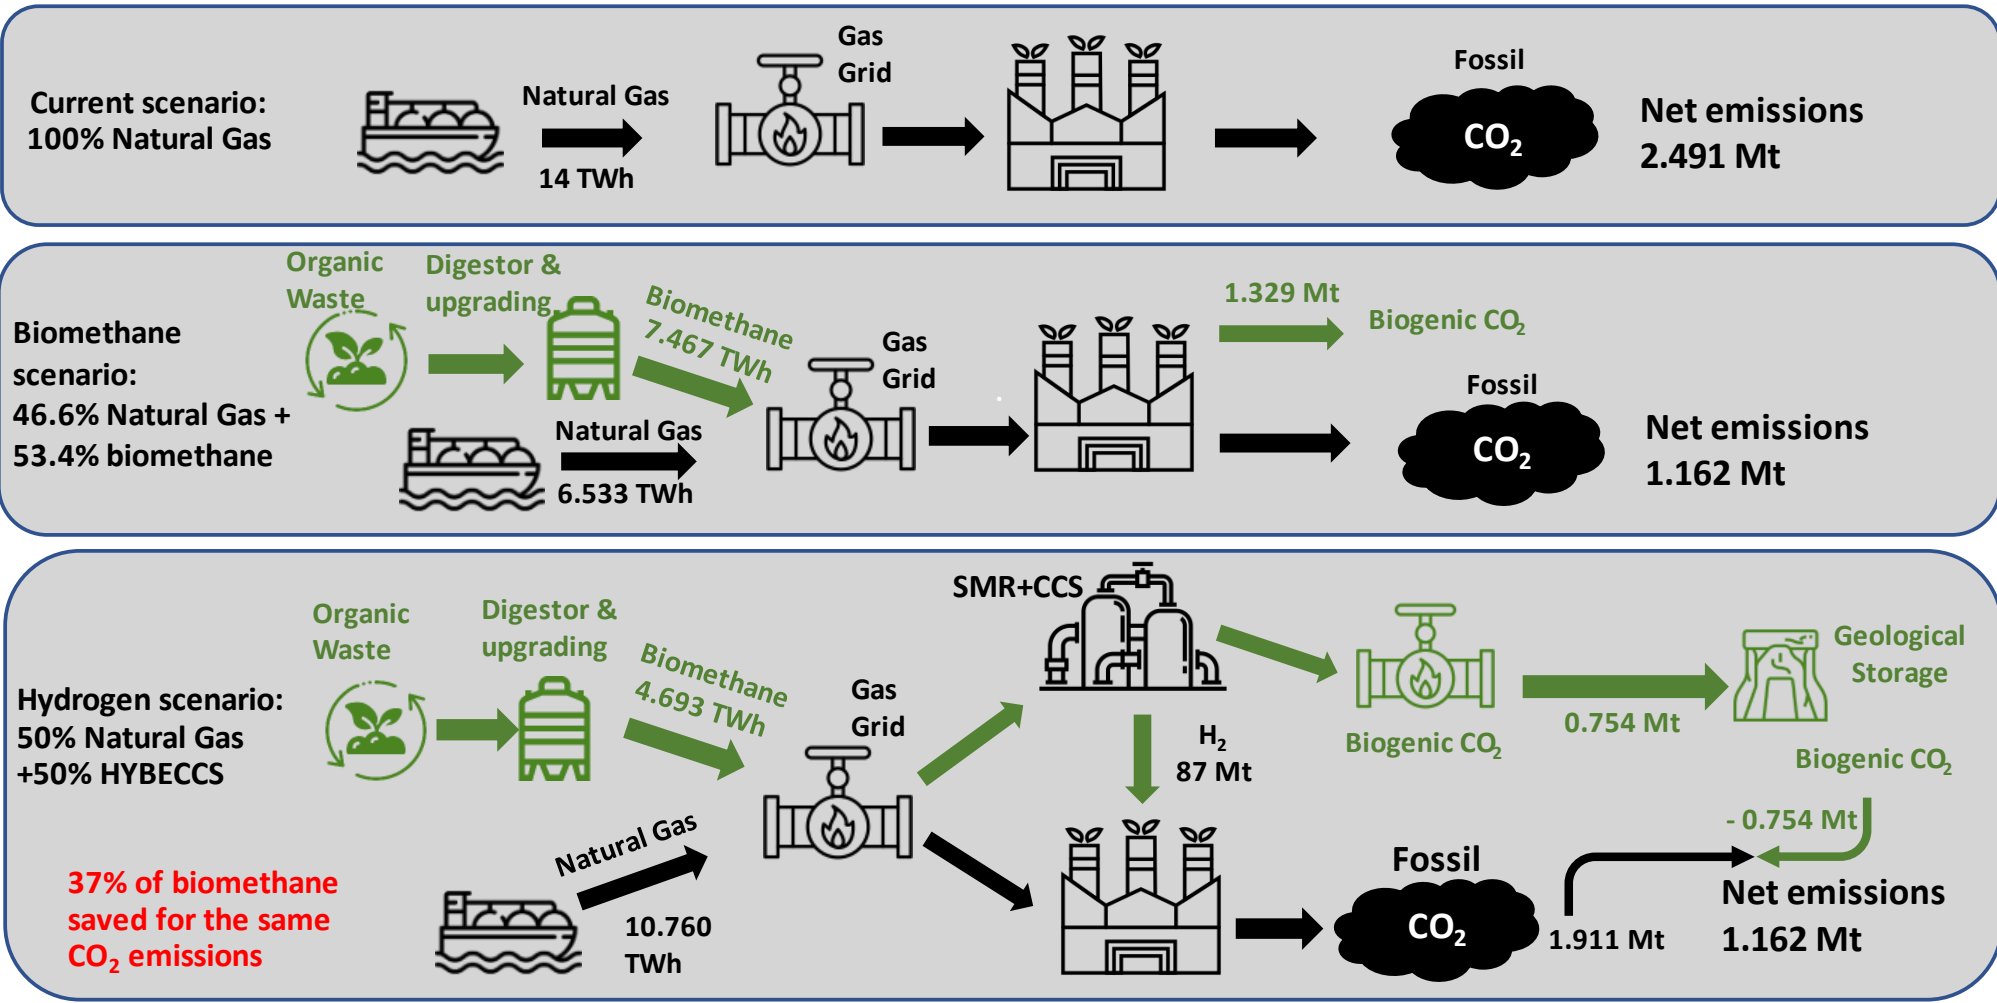 Current scenario:
100% Natural Gas
Natural Gas
14 TWh
Gas
Grid
Fossil
CO₂
Net emissions
2.491 Mt
Biomethane
scenario:
46.6% Natural Gas +
53.4% biomethane
Organic
Waste
Digestor &
upgrading
Biomethane
7.467 TWh
Natural Gas
6.533 TWh
Gas
Grid
1.329 Mt
Biogenic CO₂
Fossil
CO₂
Net emissions
1.162 Mt
Hydrogen scenario:
50% Natural Gas
+50% HYBECCS
37% of biomethane
saved for the same
CO₂ emissions
Organic
Waste
Digestor &
upgrading
Biomethane
4.693 TWh
Natural Gas
10.760
TWh
Gas
Grid
SMR+CCS
H₂
87 Mt
Biogenic CO₂
0.754 Mt
Geological
Storage
Biogenic CO₂
- 0.754 Mt
Fossil
CO₂
1.911 Mt
Net emissions
1.162 Mt